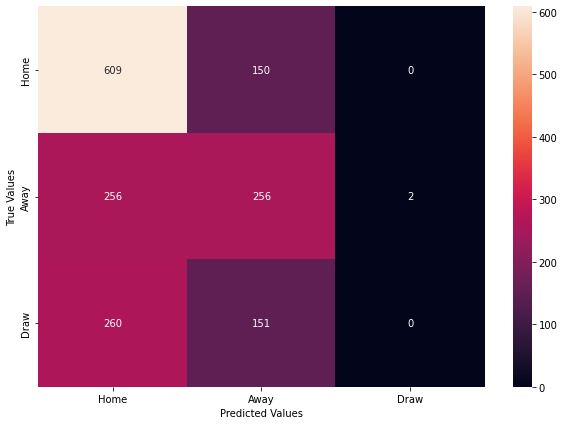 Home 609 150 0
True Values
Away 256 256 2
Draw 260 151 0
Home Away Draw
Predicted Values
600
500
400
300
200
100
0